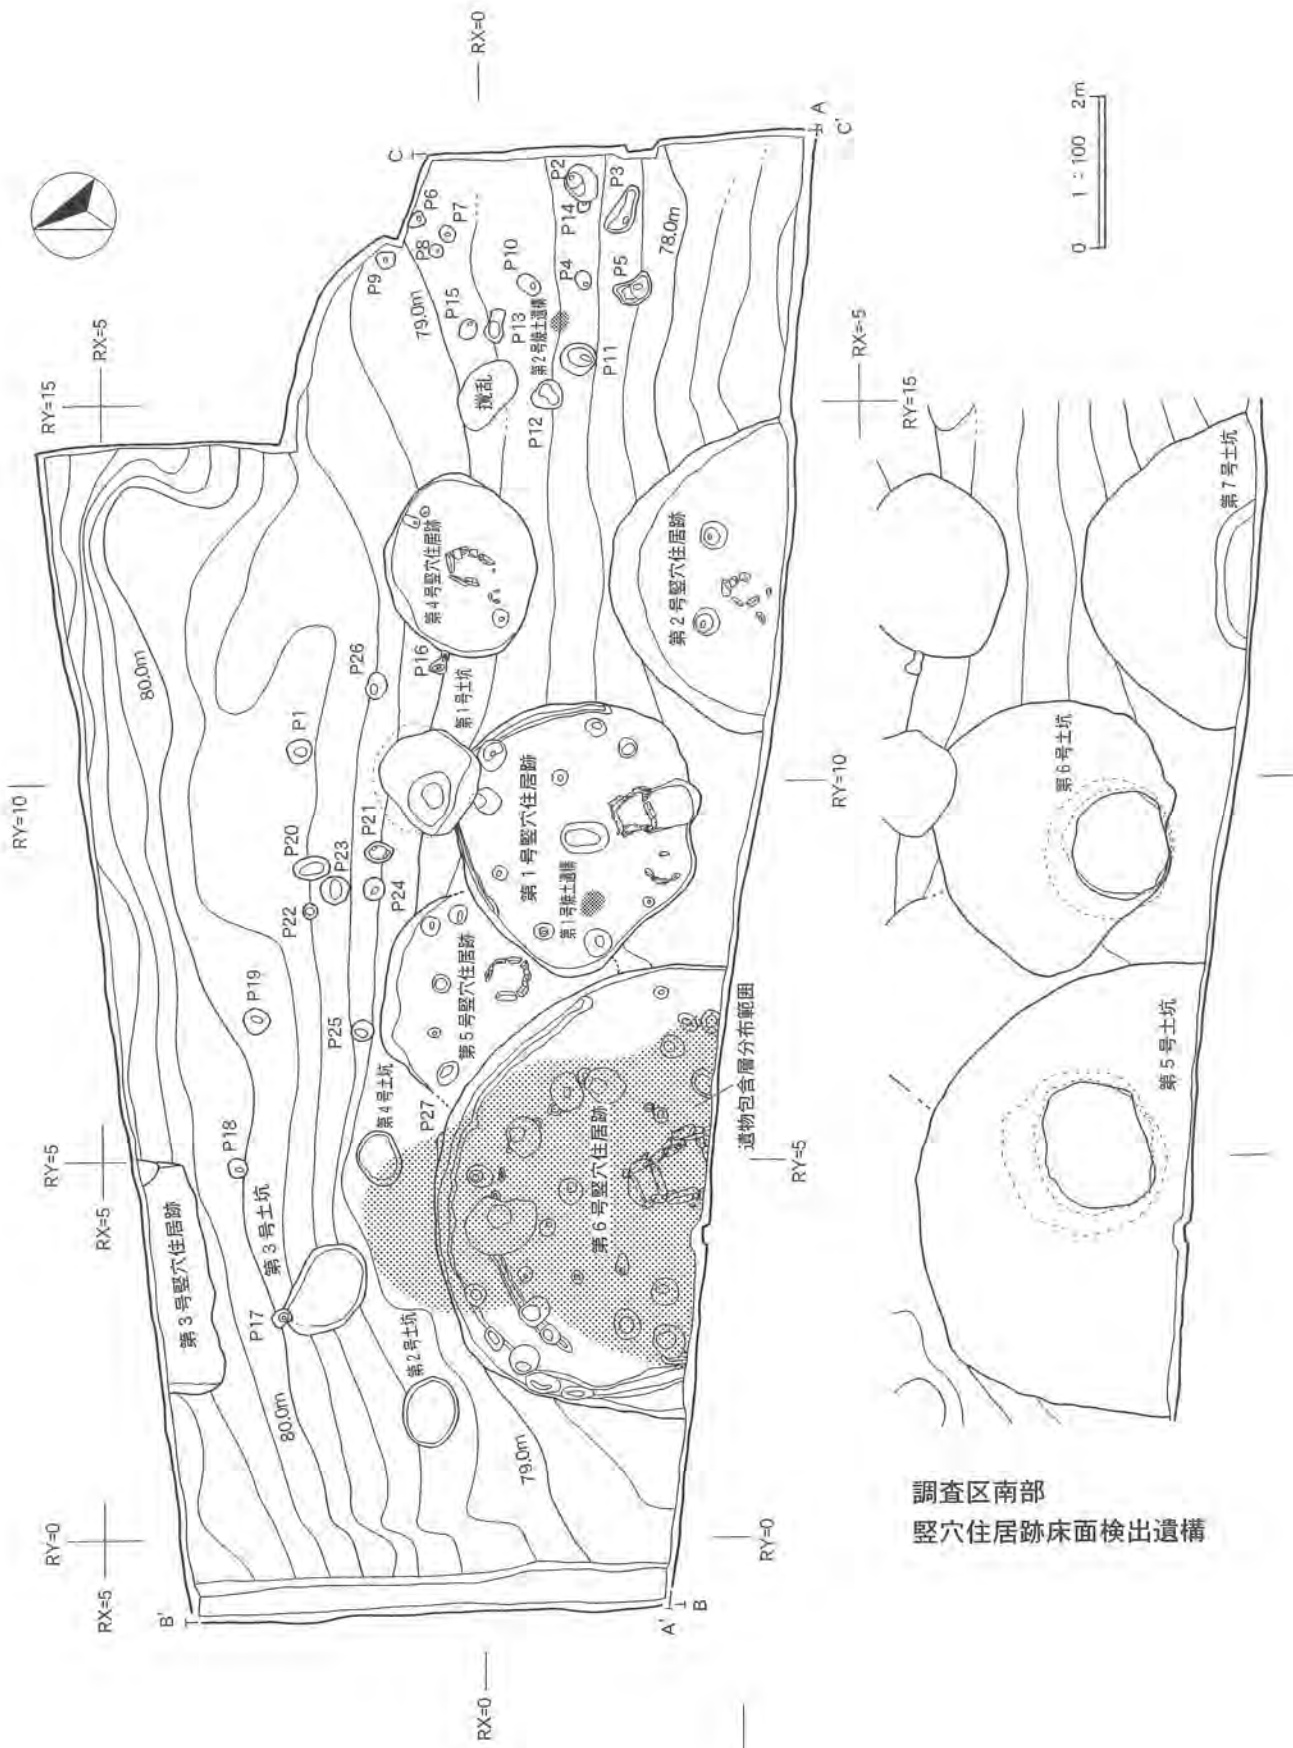 RX=0
RY=15
RX=5
RY=10
RY=5
RX=5
RY=0
RX=5
B'
C
P6
P7
P8
P9
P2
P14
P3
P10
P4
P5
79.0m
78.0m
P15
P13
第2号焼土遺構
P11
P12
攪乱
A
C'
0 1:100 2m
80.0m
第4号竪穴住居跡
第2号竪穴住居跡
P26
P16
第1号土坑
P1
P20
P21
P23
P22
P24
第1号竪穴住居跡
第1号焼土遺構
P19
P25
第5号竪穴住居跡
第4号土坑
P27
P18
第3号土坑
第3号竪穴住居跡
P17
第6号竪穴住居跡
遺物包含層分布範囲
第2号土坑
80.0m
79.0m
A'
B
RX=0
RY=0
RY=5
RY=10
RX=-5
RY=15
第7号土坑
第6号土坑
第5号土坑
調査区南部
竪穴住居跡床面検出遺構